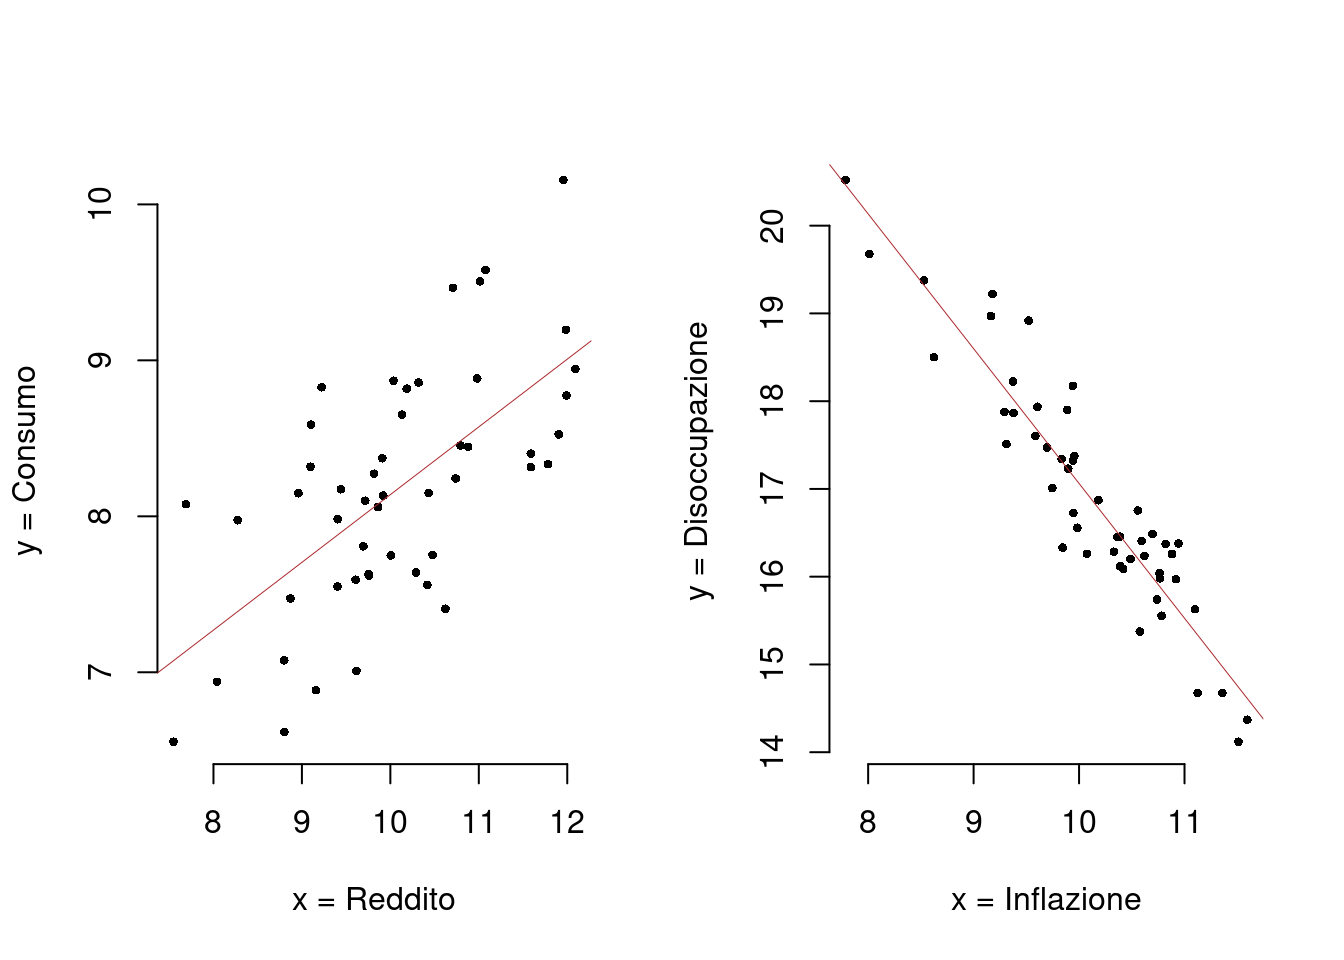 y = Consumo
10
9
8
7
8 9 10 11 12
x = Reddito
y = Disoccupazione
20
19
18
17
16
15
14
8 9 10 11
x = Inflazione